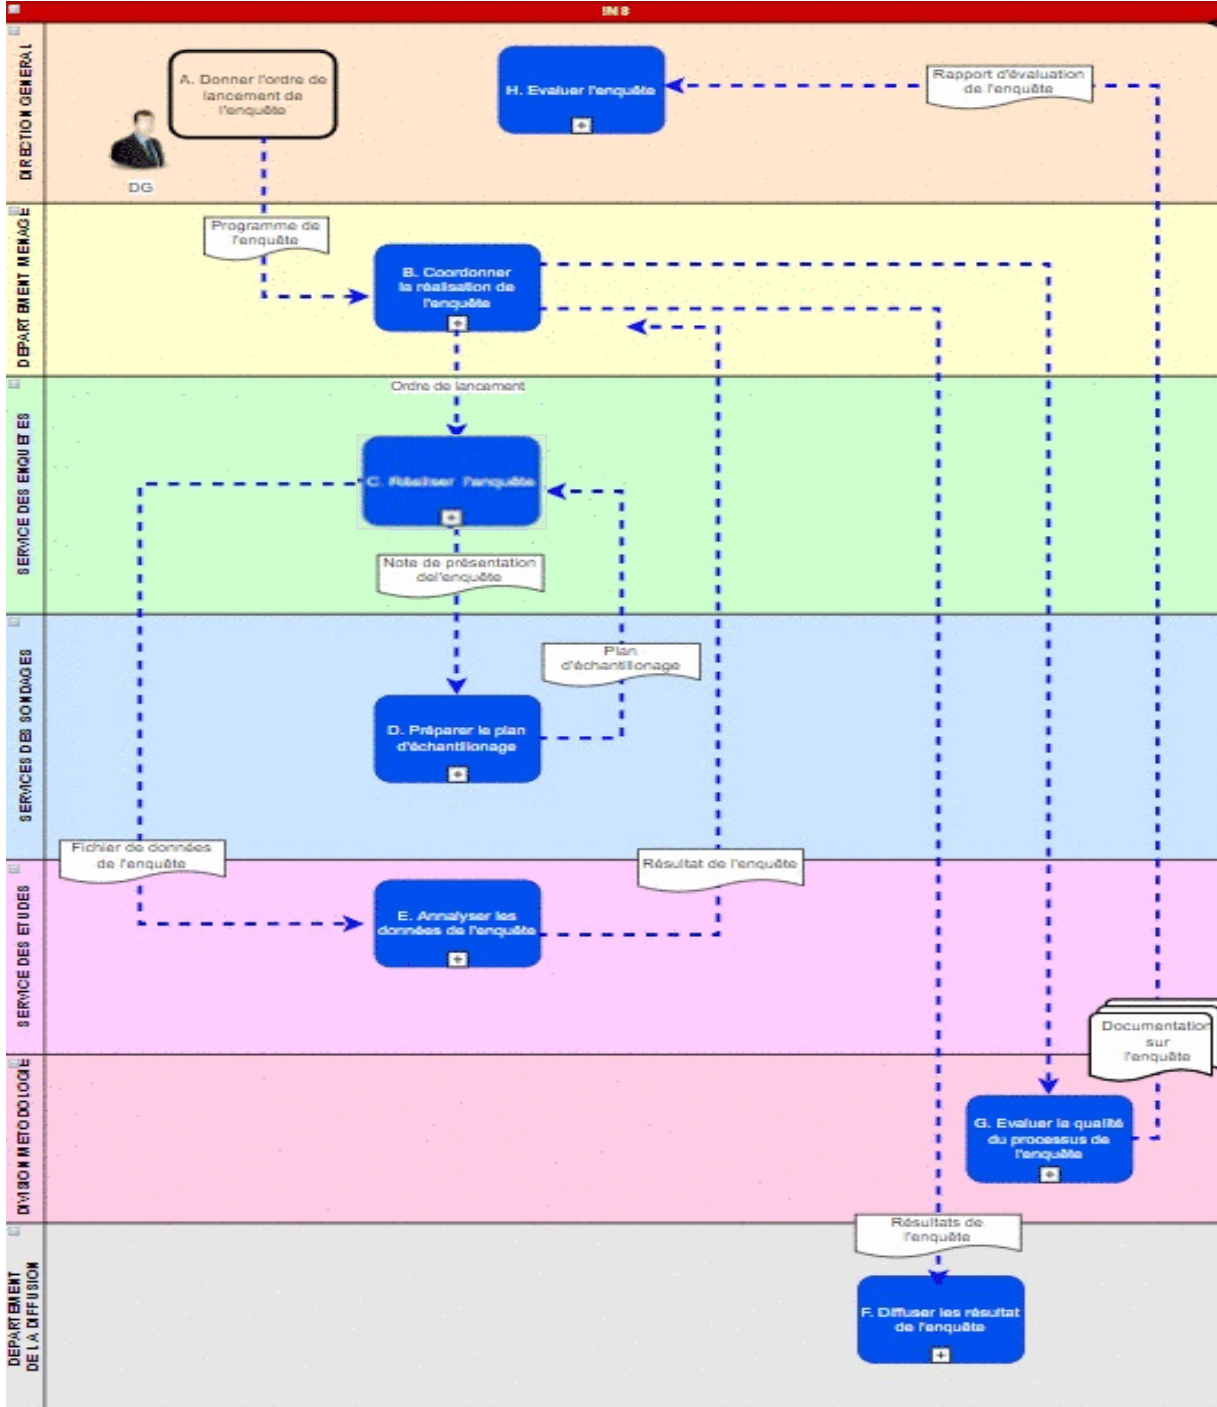 DIRECTION GENERAL
A. Donner l'ordre de
lancement de
l'enquête
DG
H. Evaluer l'enquête
Rapport d'évaluation
de l'enquête
DEPARTEMENT MENAGE
Programme de
l'enquête
B. Coordonner
la réalisation de
l'enquête
Ordre de lancement
SERVICE DES ENQUETES
C. Réaliser l'enquête
Note de présentation
del'enquête
SERVICES DES SONDAGES
Plan
d'échantillonage
D. Préparer le plan
d'échantillonage
Fichier de données
de l'enquête
Résultat de l'enquête
SERVICE DES ETUDES
E. Annalyser les
données de l'enquête
Documentation
sur
l'enquête
DIVISION METODOLOGIE
G. Evaluer la qualité
du processus de
l'enquête
Résultats de
l'enquête
DEPARTEMENT
DE LA DIFFUSION
F. Diffuser les résultat
de l'enquête